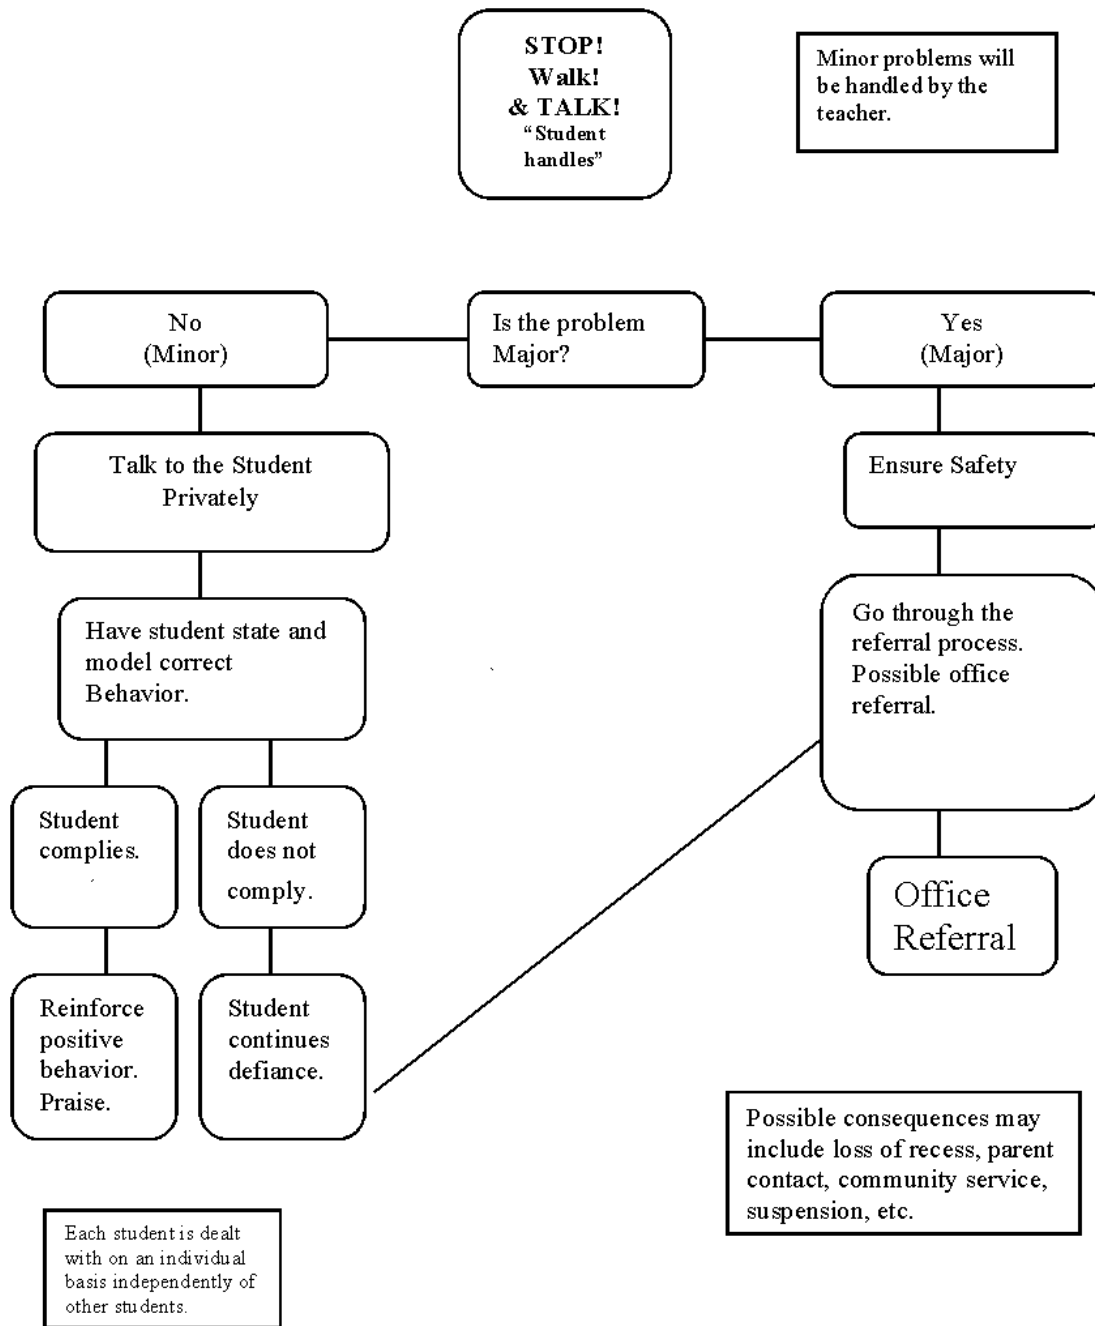 STOP!
Walk!
& TALK!
“Student
handles”
Minor problems will
be handled by the
teacher.
No
(Minor)
Is the problem
Major?
Yes
(Major)
Talk to the Student
Privately
Ensure Safety
Have student state and
model correct
Behavior.
Go through the
referral process.
Possible office
referral.
Student
complies.
Student
does not
comply.
Office
Referral
Reinforce
positive
behavior.
Praise.
Student
continues
defiance.
Possible consequences may
include loss of recess, parent
contact, community service,
suspension, etc.
Each student is dealt
with on an individual
basis independently of
other students.